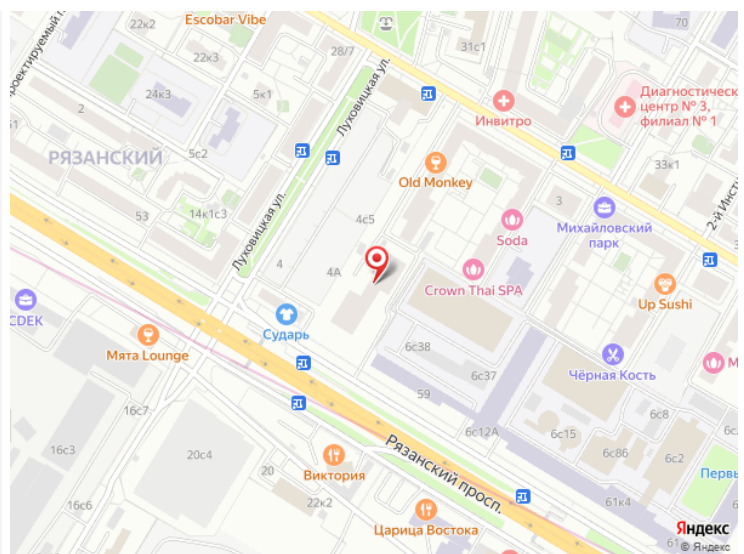 Escobar Vibe
22к3
28/7
31с1
70
24к3
5к1
2
51
5с2
Луховицкая ул.
Инвитро
Диагностическ
центр № 3,
филиал № 1
РЯЗАНСКИЙ
Old Monkey
33к1
53
14к1с3
4с5
3
2-й Инсти
Луховицкая ул.
Soda
Михайловский
парк
4
4А
Crown Thai SPA
Up Sushi
CDEK
Сударь
Мята Lounge
6с38
6с37
Чёрная Кость
М
59
16с7
6с12А
6с15
6с8
6с86
6с2
16с3
20с4
20
Рязанский просп.
Виктория
22к2
Первы
16с6
61к4
Царица Востока
Яндекс
© Яндекс